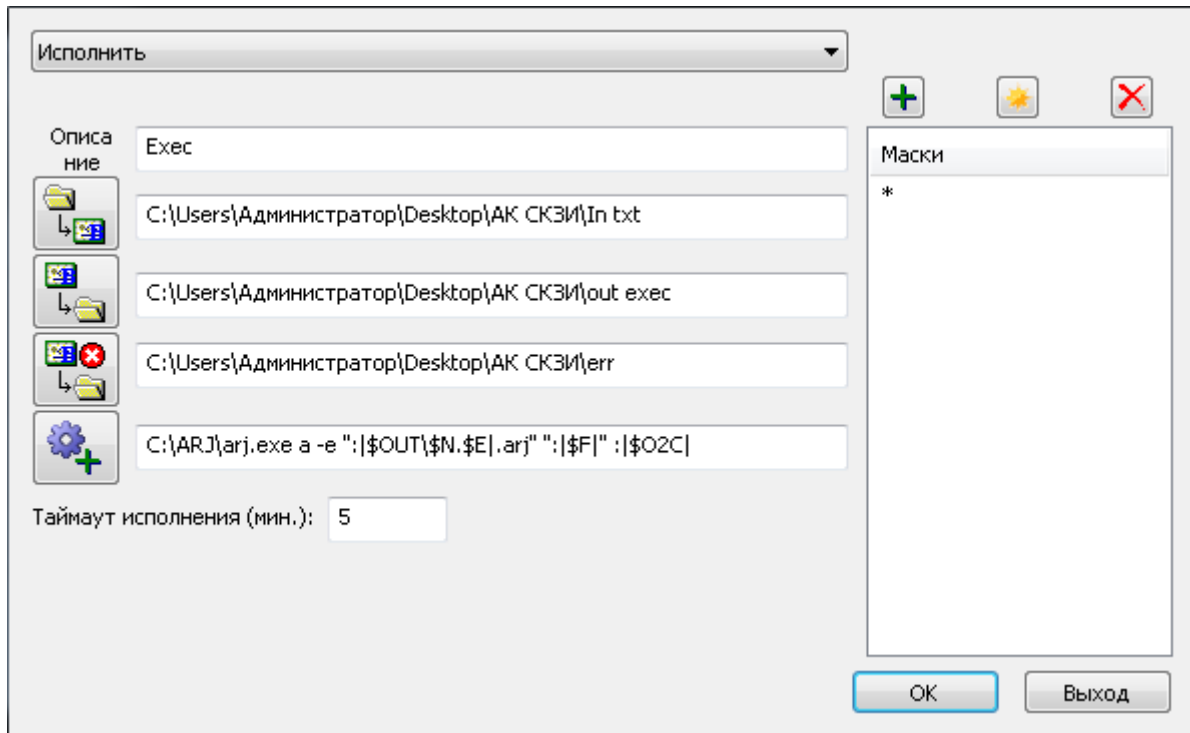 Исполнить
Описа
ние
Exec
C:\Users\Администратор\Desktop\АК СКЗИ\In txt
C:\Users\Администратор\Desktop\АК СКЗИ\out exec
C:\Users\Администратор\Desktop\АК СКЗИ\err
C:\ARJ\arj.exe a -e ":|$OUT\$N.$E|.arj" ":|$F|" :|$O2C|
Таймаут исполнения (мин.): 5
Маски
*
OK
Выход